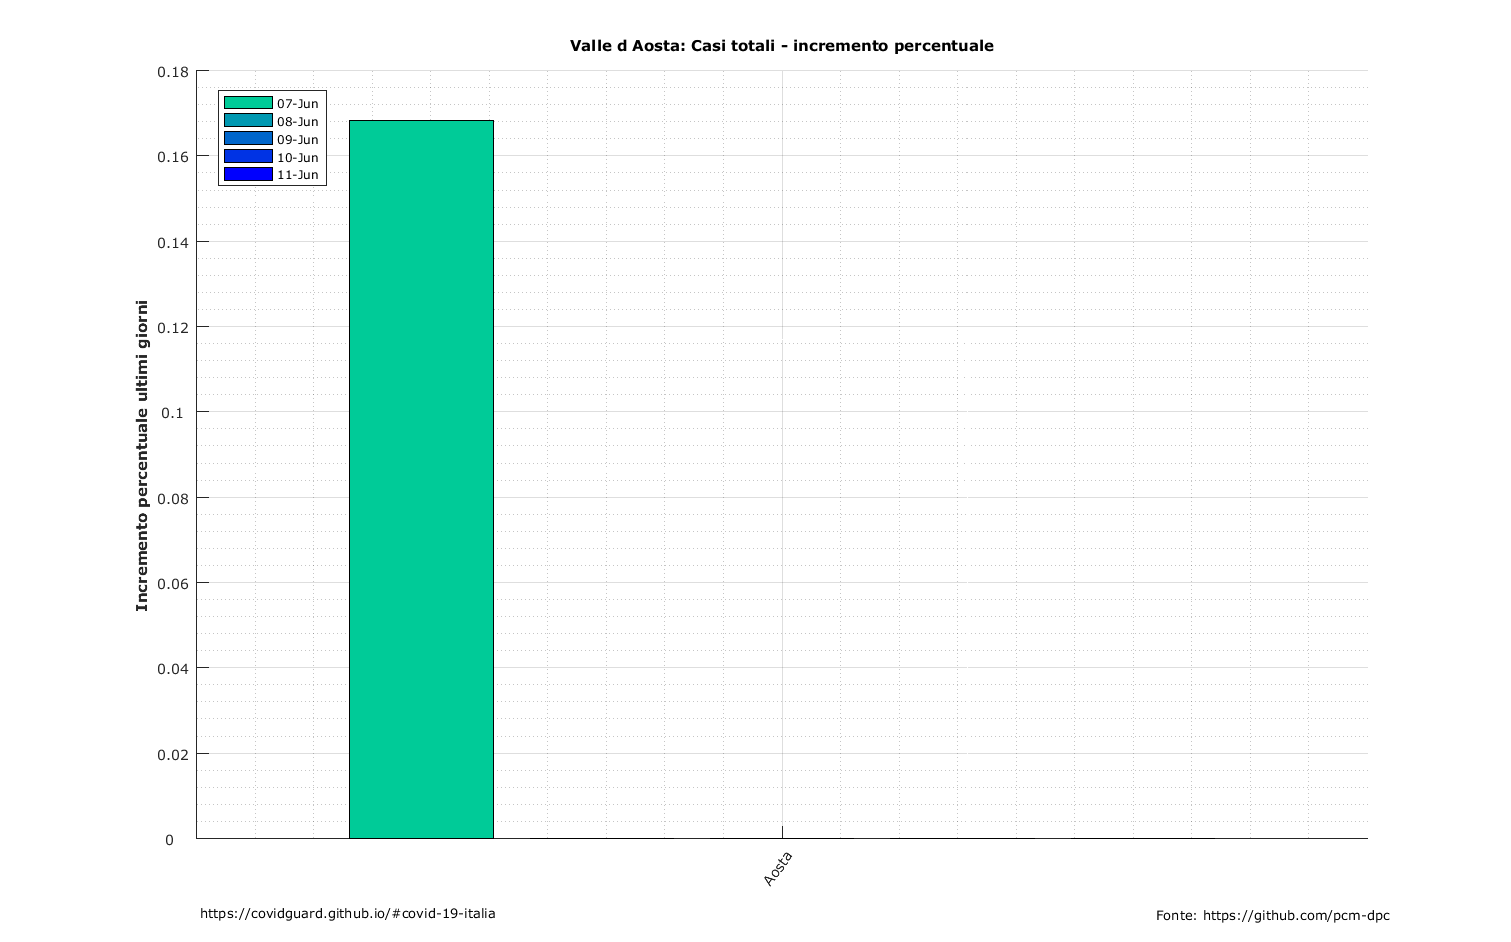 Valle d Aosta: Casi totali - incremento percentuale
0.18
0.16
0.14
0.12
0.1
0.08
0.06
0.04
0.02
0
Incremento percentuale ultimi giorni
07-Jun
08-Jun
09-Jun
10-Jun
11-Jun
Aosta
https://covidguard.github.io/#covid-19-italia
Fonte: https://github.com/pcm-dpc